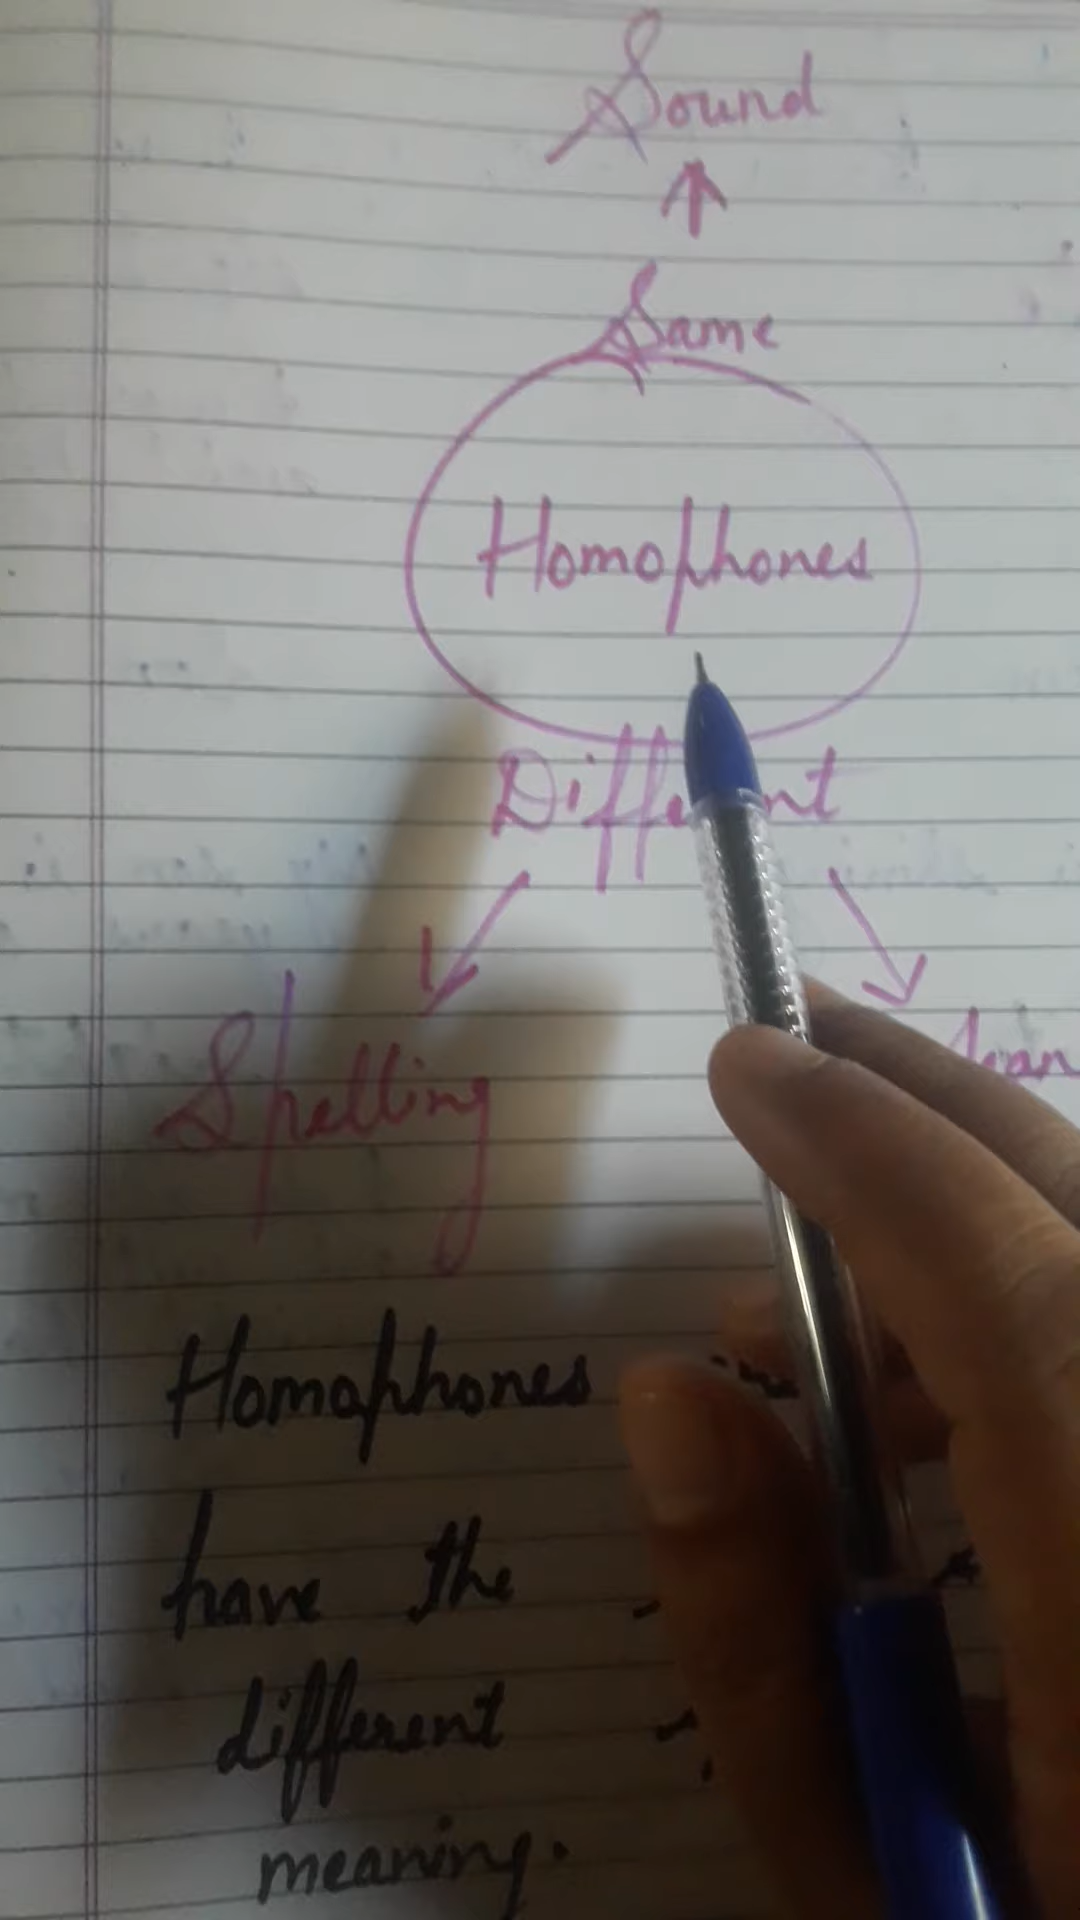 Sound
Same
Homophones
Different
Spelling
Homophones
have the
different
meaning.